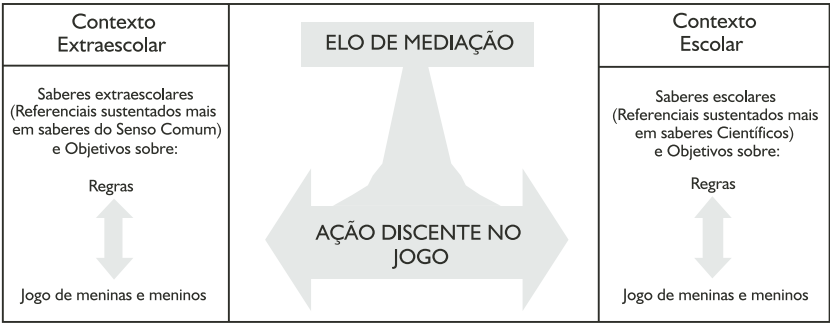 Contexto
Extraescolar
Saberes extraescolares
(Referenciais sustentados mais
em saberes do Senso Comum)
e Objetivos sobre:
Regras
Jogo de meninas e meninos
ELO DE MEDIAÇÃO
AÇÃO DISCENTE NO
JOGO
Contexto
Escolar
Saberes escolares
(Referenciais sustentados mais
em saberes Científicos)
e Objetivos sobre:
Regras
Jogo de meninas e meninos